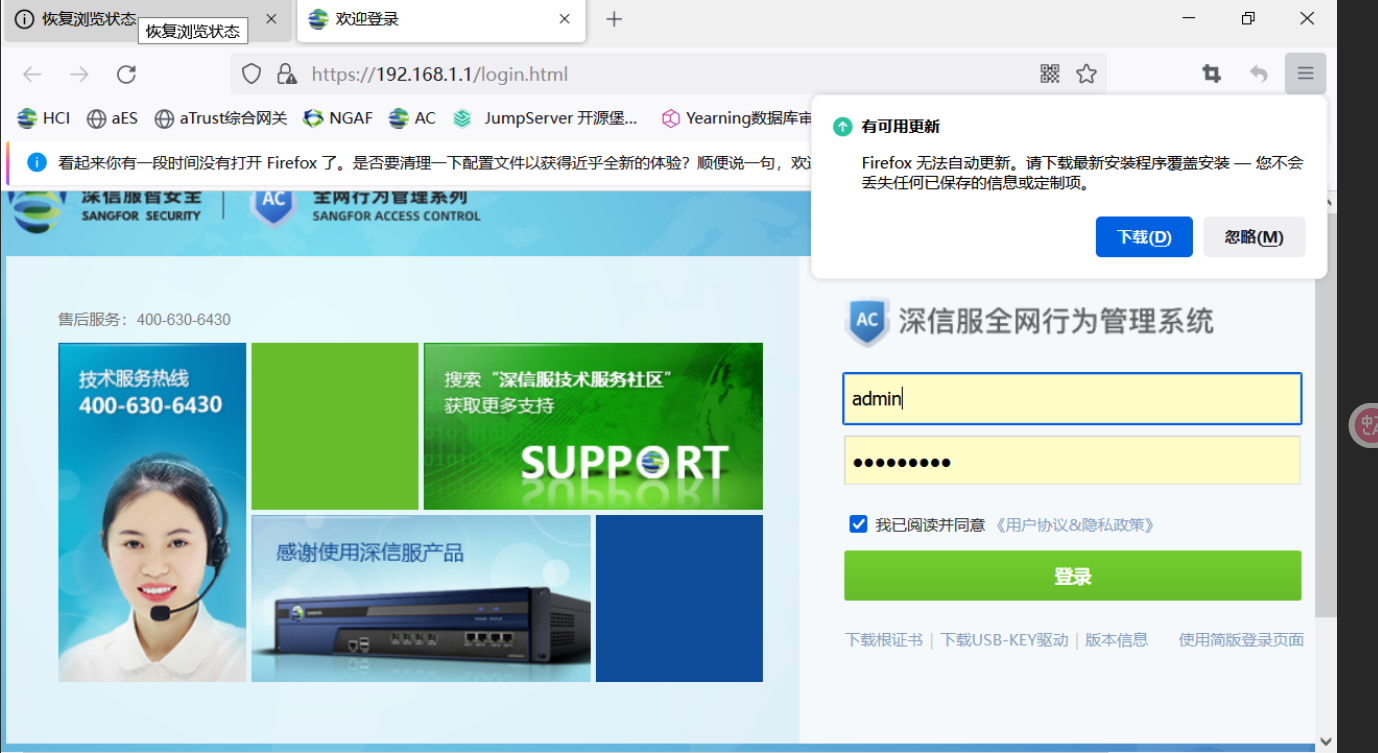 恢复浏览状态
恢复浏览状态
欢迎登录
https://192.168.1.1/login.html
HCI aES aTrust综合网关 NGAF AC JumpServer 开源堡... Yearning数据库审
看起来你有一段时间没有打开 Firefox 了。是否要清理一下配置文件以获得近乎全新的体验？顺便说一句，欢
有可用更新
Firefox 无法自动更新。请下载最新安装程序覆盖安装 — 您不会
丢失任何已保存的信息或定制项。
下载(D) 忽略(M)
深信服智安全
SANGFOR SECURITY
AC
全网行为管理系列
SANGFOR ACCESS CONTROL
售后服务：400-630-6430
技术服务热线
400-630-6430
搜索“深信服技术服务社区”
获取更多支持
SUPPORT
感谢使用深信服产品
AC 深信服全网行为管理系统
admin
我已阅读并同意 《用户协议&隐私政策》
登录
下载根证书 | 下载USB-KEY驱动 | 版本信息 使用简版登录页面